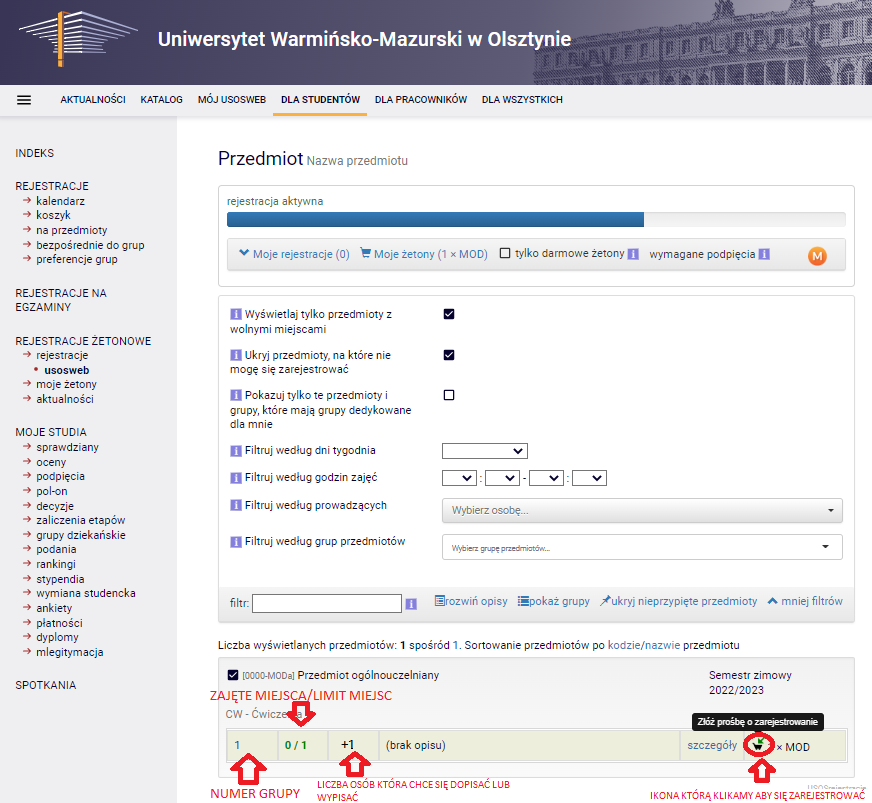 Uniwersytet Warmińsko-Mazurski w Olsztynie
AKTUALNOŚCI KATALOG MÓJ USOSWEB DLA STUDENTÓW DLA PRACOWNIKÓW DLA WSZYSTKICH
INDEKS
REJESTRACJE
kalendarz
koszyk
na przedmioty
bezpośrednie do grup
preferencje grup
REJESTRACJE NA
EGZAMINY
REJESTRACJE ŻETONOWE
rejestracje
usosweb
moje żetony
aktualności
MOJE STUDIA
sprawdziany
oceny
podpięcia
pol-on
decyzje
zaliczenia etapów
grupy dziekańskie
podania
rankingi
stypendia
wymiana studencka
ankiety
płatności
dyplomy
mlegitymacja
SPOTKANIA
Przedmiot Nazwa przedmiotu
rejestracja aktywna
Moje rejestracje (0) Moje żetony (1 × MOD) tylko darmowe żetony i wymagane podpięcia i M
i Wyświetlaj tylko przedmioty z
wolnymi miejscami
i Ukryj przedmioty, na które nie
mogę się zarejestrować
i Pokazuj tylko te przedmioty i
grupy, które mają grupy dedykowane
dla mnie
i Filtruj według dni tygodnia
i Filtruj według godzin zajęć : - :
i Filtruj według prowadzących Wybierz osobę...
i Filtruj według grup przedmiotów Wybierz grupę przedmiotów...
filtr: i rozwiń opisy pokaż grupy ukryj nieprzypięte przedmioty mniej filtrów
Liczba wyświetlanych przedmiotów: 1 spośród 1. Sortowanie przedmiotów po kodzie/nazwie przedmiotu
[0000-MODa] Przedmiot ogólnouczelniany Semestr zimowy
2022/2023
ZAJĘTE MIEJSCA/LIMIT MIEJSC
CW - Ćwiczenia
Złóż prośbę o zarejestrowanie
1 0 / 1 +1 (brak opisu) szczegóły × MOD
NUMER GRUPY
LICZBA OSÓB KTÓRA CHCE SIĘ DOPISAĆ LUB
WYPISAĆ
IKONA KTÓRĄ KLIKAMY ABY SIĘ ZAREJESTROWAĆ